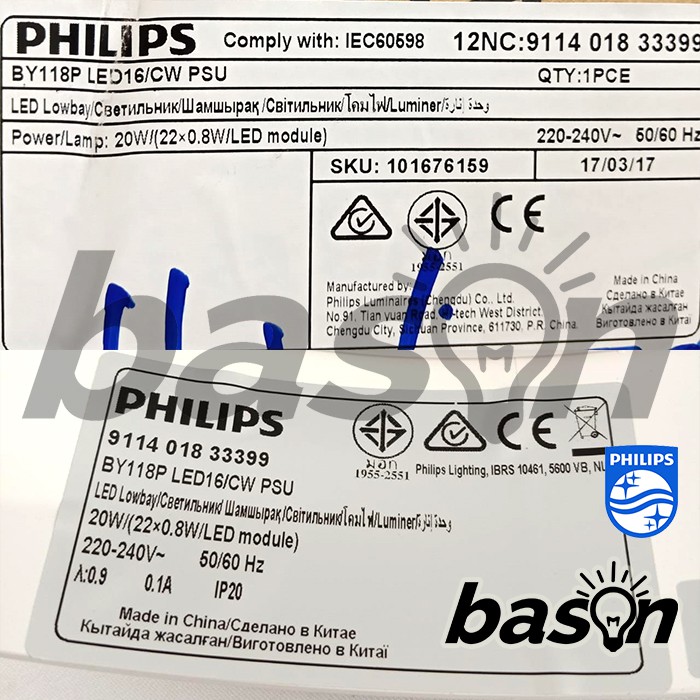 PHILIPS Comply with: IEC60598 12NC:9114 018 33399
BY118P LED16/CW PSU QTY:1PCE
LED Lowbay/Светильник/Шамшырақ/Світильник/โคมไฟ/Luminer/وحدة إنارة
Power/Lamp: 20W/(22×0.8W/LED module) 220-240V~ 50/60 Hz
SKU: 101676159 17/03/17
CE
มอก
1955-2551
Manufactured by:
Philips Luminaires (Chengdu) Co., Ltd.
No 91, Tian yuan Road, Hi-tech West District,
Chengdu City, Sichuan Province, 611730, P.R. China.
Made in China
Сделано в Китае
Кытайда жасалған
Виготовлено в Китаї
bason
PHILIPS
9114 018 33399
BY118P LED16/CW PSU
LED Lowbay/Светильник/Шамшырақ/Світильник/โคมไฟ/Luminer/وحدة إنارة
20W/(22×0.8W/LED module)
220-240V~ 50/60 Hz
λ:0.9 0.1A IP20
Made in China/Сделано в Китае
Кытайда жасалған/Виготовлено в Китаї
มอก
1955-2551
CE
Philips Lighting, IBRS 10461, 5600 VB,
PHILIPS
bason